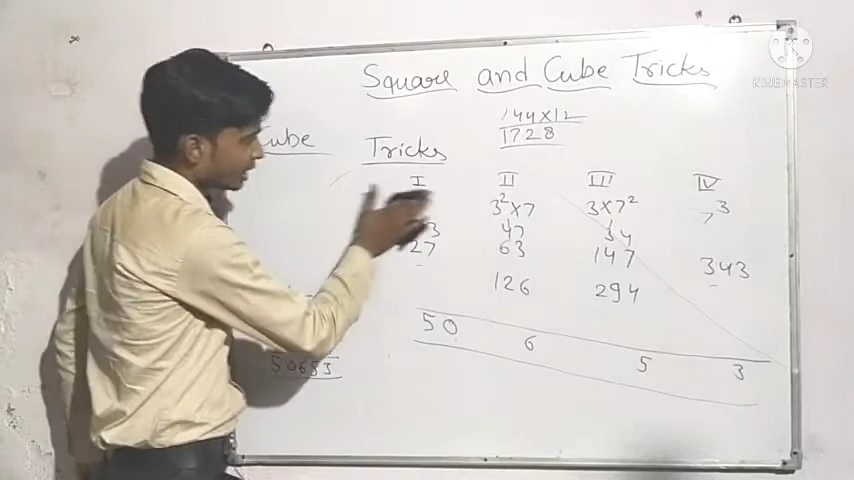 Square and Cube Tricks
KINEMASTER
144×12
1728
Cube Tricks
I II III IV
3²×7 3×7² 7³
3 47 34
27 63 147 343
126 294
50 6 5 3
50653